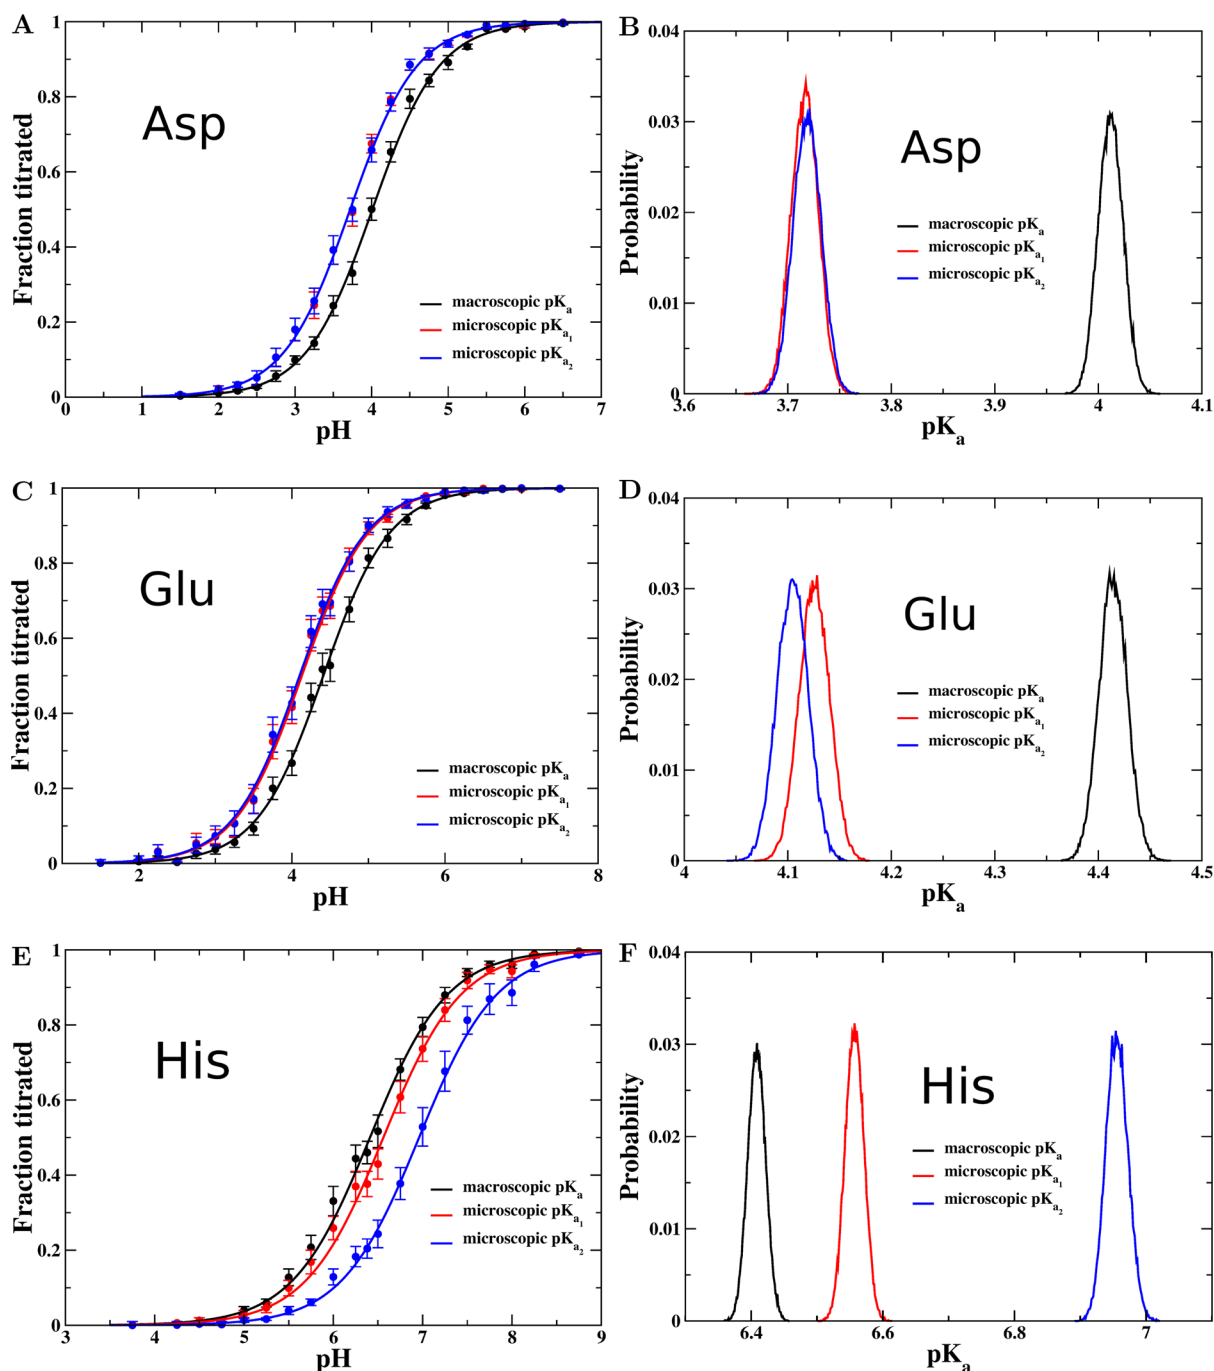 A
Fraction titrated
1
0.8
0.6
0.4
0.2
0
Asp
macroscopic pKa
microscopic pKa1
microscopic pKa2
0 1 2 3 4 5 6 7
pH
B
Probability
0.04
0.03
0.02
0.01
0
Asp
macroscopic pKa
microscopic pKa1
microscopic pKa2
3.6 3.7 3.8 3.9 4 4.1
pKa
C
Fraction titrated
1
0.8
0.6
0.4
0.2
0
Glu
macroscopic pKa
microscopic pKa1
microscopic pKa2
2 4 6 8
pH
D
Probability
0.04
0.03
0.02
0.01
0
Glu
macroscopic pKa
microscopic pKa1
microscopic pKa2
4 4.1 4.2 4.3 4.4 4.5
pKa
E
Fraction titrated
1
0.8
0.6
0.4
0.2
0
His
macroscopic pKa
microscopic pKa1
microscopic pKa2
3 4 5 6 7 8 9
pH
F
Probability
0.04
0.03
0.02
0.01
0
His
macroscopic pKa
microscopic pKa1
microscopic pKa2
6.4 6.6 6.8 7
pKa